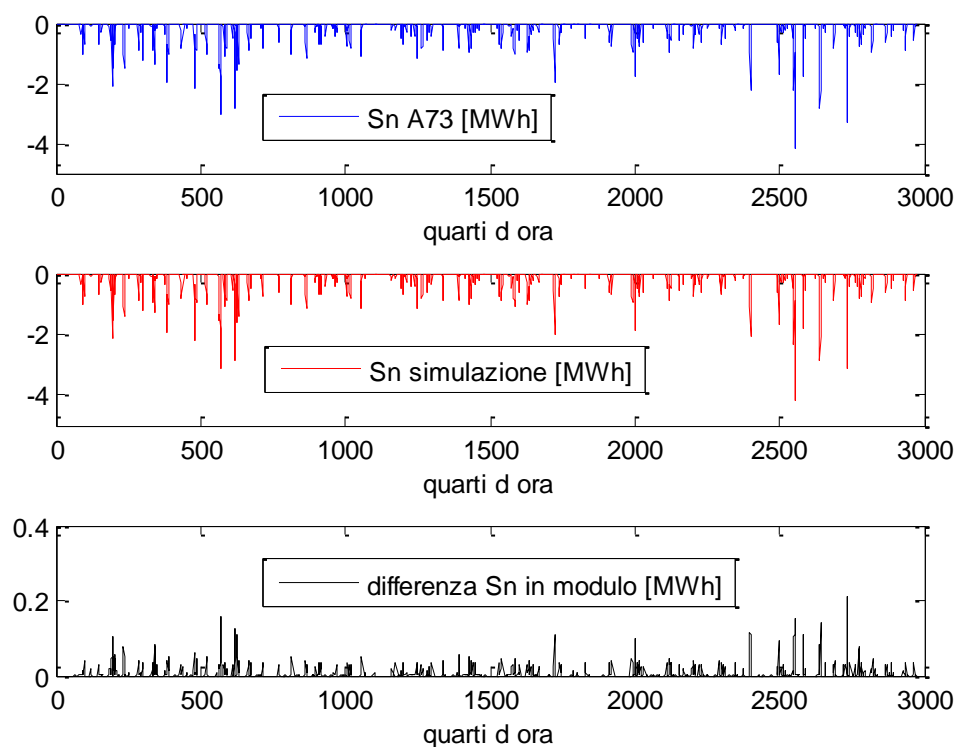 0
-2
-4
Sn A73 [MWh]
0 500 1000 1500 2000 2500 3000
quarti d ora
0
-2
-4
Sn simulazione [MWh]
0 500 1000 1500 2000 2500 3000
quarti d ora
0.4
0.2
0
differenza Sn in modulo [MWh]
0 500 1000 1500 2000 2500 3000
quarti d ora